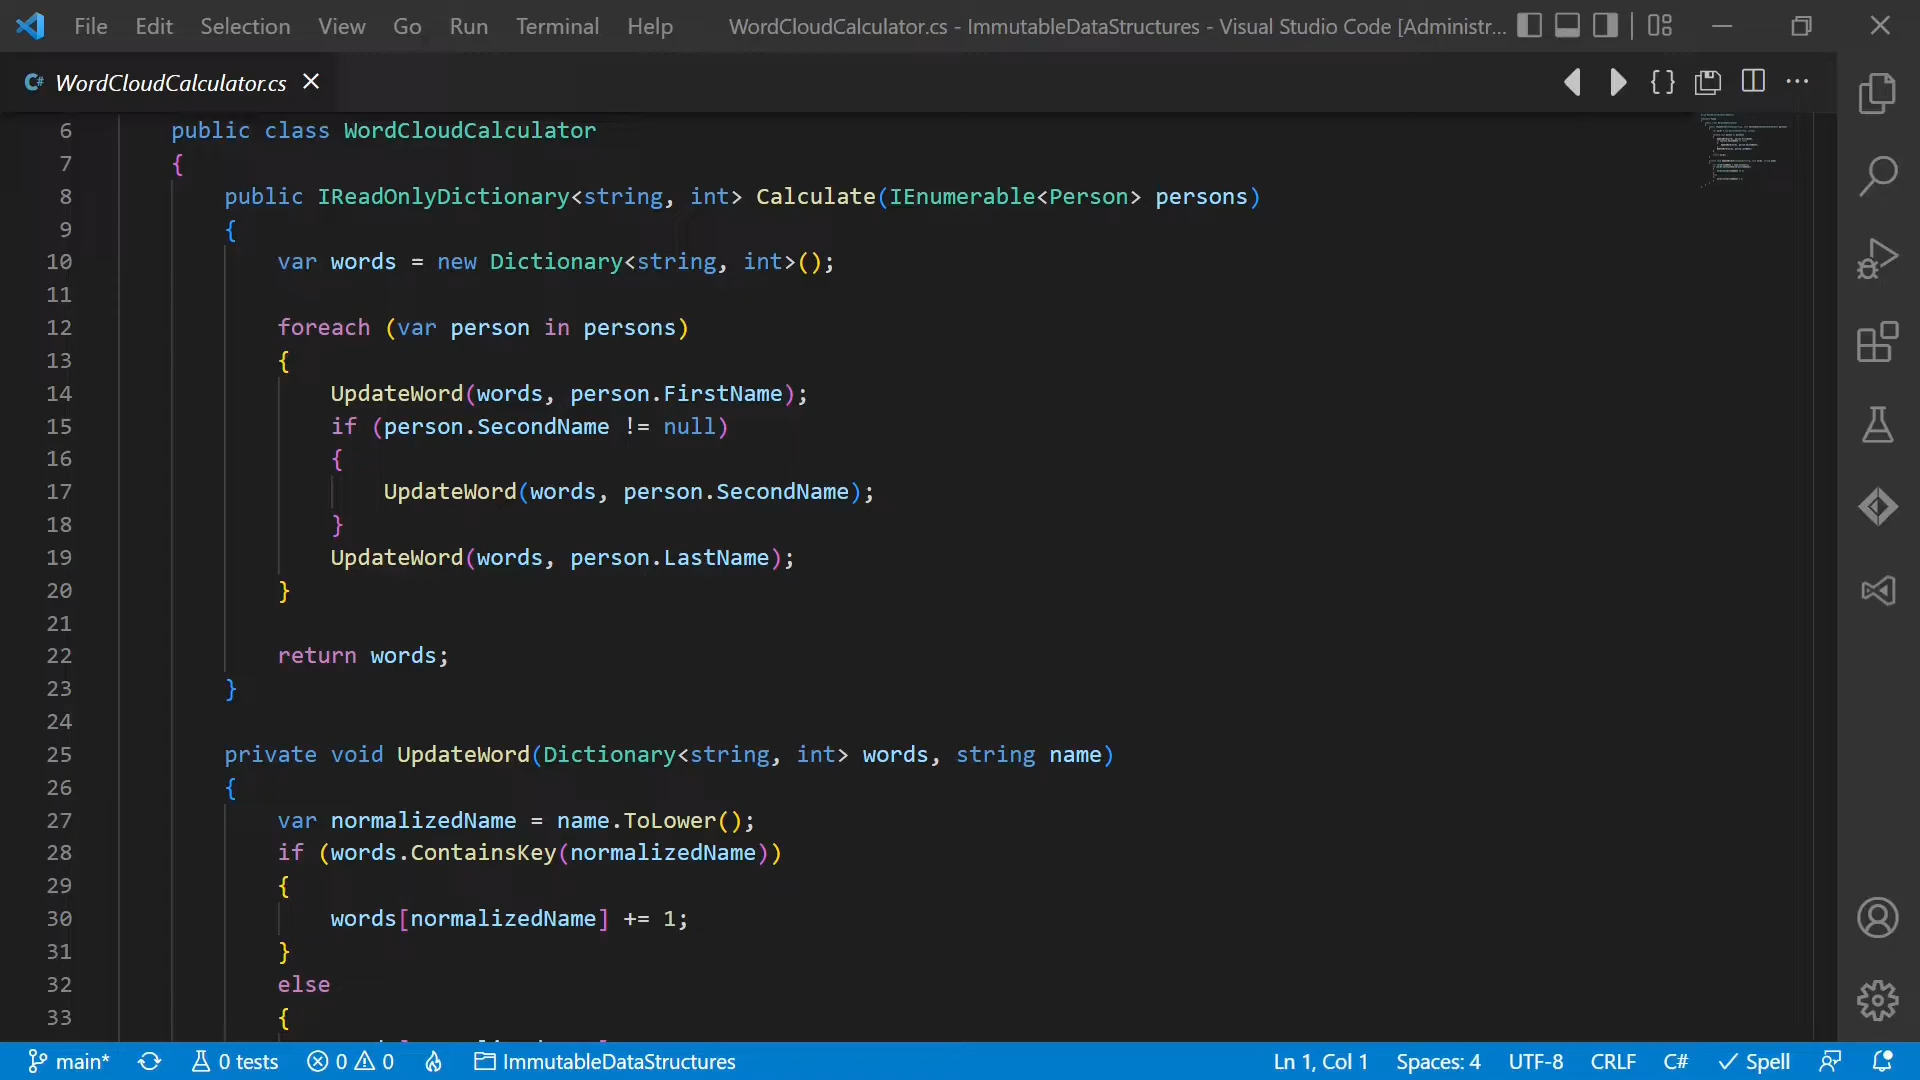 File Edit Selection View Go Run Terminal Help WordCloudCalculator.cs - ImmutableDataStructures - Visual Studio Code [Administr...
C# WordCloudCalculator.cs
6 public class WordCloudCalculator
7 {
8 public IReadOnlyDictionary<string, int> Calculate(IEnumerable<Person> persons)
9 {
10 var words = new Dictionary<string, int>();
11
12 foreach (var person in persons)
13 {
14 UpdateWord(words, person.FirstName);
15 if (person.SecondName != null)
16 {
17 UpdateWord(words, person.SecondName);
18 }
19 UpdateWord(words, person.LastName);
20 }
21
22 return words;
23 }
24
25 private void UpdateWord(Dictionary<string, int> words, string name)
26 {
27 var normalizedName = name.ToLower();
28 if (words.ContainsKey(normalizedName))
29 {
30 words[normalizedName] += 1;
31 }
32 else
33 {
main* 0 tests 0 0 ImmutableDataStructures Ln 1, Col 1 Spaces: 4 UTF-8 CRLF C# Spell